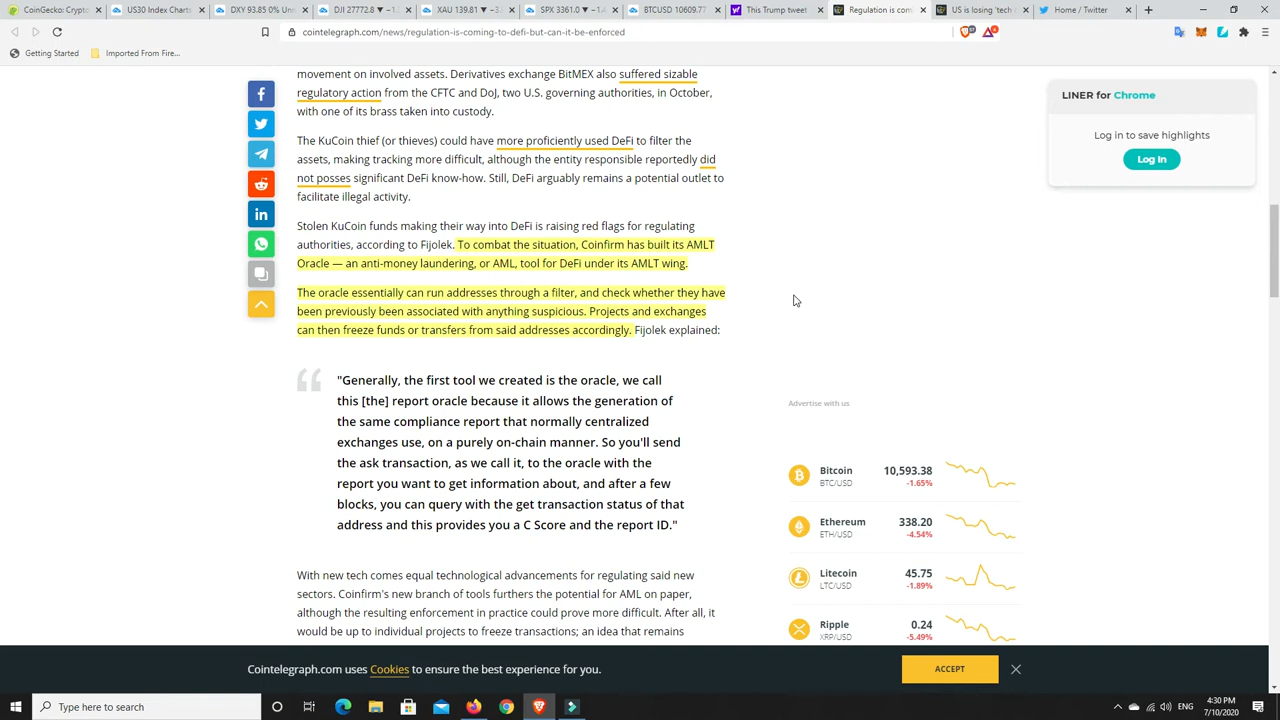 CoinGecko: Crypto
US30 Index Charts
DXY 93.85 0% Unn
DJI 27772.8 ▼ −1.
XAU 139.81 ▼ −3.
SPX 3361.0 ▼ −1.
BTCUSD 10609.77
This Trump tweet
Regulation is com
US is losing 'tech c
Home / Twitter
cointelegraph.com/news/regulation-is-coming-to-defi-but-can-it-be-enforced
Getting Started
Imported From Fire...
movement on involved assets. Derivatives exchange BitMEX also suffered sizable
regulatory action from the CFTC and DoJ, two U.S. governing authorities, in October,
with one of its brass taken into custody.
The KuCoin thief (or thieves) could have more proficiently used DeFi to filter the
assets, making tracking more difficult, although the entity responsible reportedly did
not posses significant DeFi know-how. Still, DeFi arguably remains a potential outlet to
facilitate illegal activity.
Stolen KuCoin funds making their way into DeFi is raising red flags for regulating
authorities, according to Fijolek. To combat the situation, Coinfirm has built its AMLT
Oracle — an anti-money laundering, or AML, tool for DeFi under its AMLT wing.
The oracle essentially can run addresses through a filter, and check whether they have
been previously been associated with anything suspicious. Projects and exchanges
can then freeze funds or transfers from said addresses accordingly. Fijolek explained:
"Generally, the first tool we created is the oracle, we call
this [the] report oracle because it allows the generation of
the same compliance report that normally centralized
exchanges use, on a purely on-chain manner. So you'll send
the ask transaction, as we call it, to the oracle with the
report you want to get information about, and after a few
blocks, you can query with the get transaction status of that
address and this provides you a C Score and the report ID."
With new tech comes equal technological advancements for regulating said new
sectors. Coinfirm's new branch of tools furthers the potential for AML on paper,
although the resulting enforcement in practice could prove more difficult. After all, it
would be up to individual projects to freeze transactions; an idea that remains
LINER for Chrome
Log in to save highlights
Log In
Advertise with us
Bitcoin 10,593.38
BTC/USD -1.65%
Ethereum 338.20
ETH/USD -4.54%
Litecoin 45.75
LTC/USD -1.89%
Ripple 0.24
XRP/USD -5.49%
Cointelegraph.com uses Cookies to ensure the best experience for you.
ACCEPT
Type here to search
4:30 PM
7/10/2020